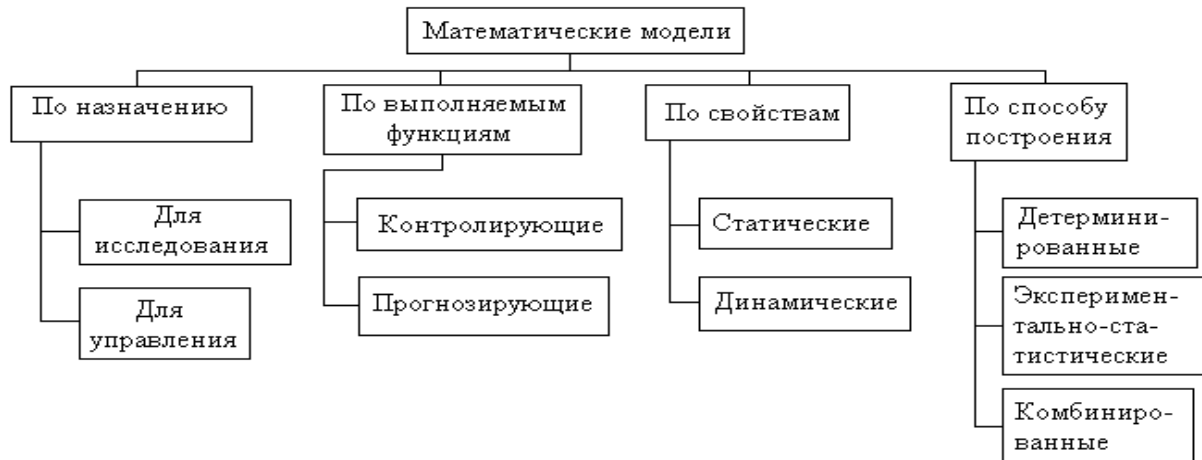 Математические модели
По назначению
Для
исследования
Для
управления
По выполняемым
функциям
Контролирующие
Прогнозирующие
По свойствам
Статические
Динамические
По способу
построения
Детермини-
рованные
Эксперимен-
тально-ста-
тистические
Комбиниро-
ванные